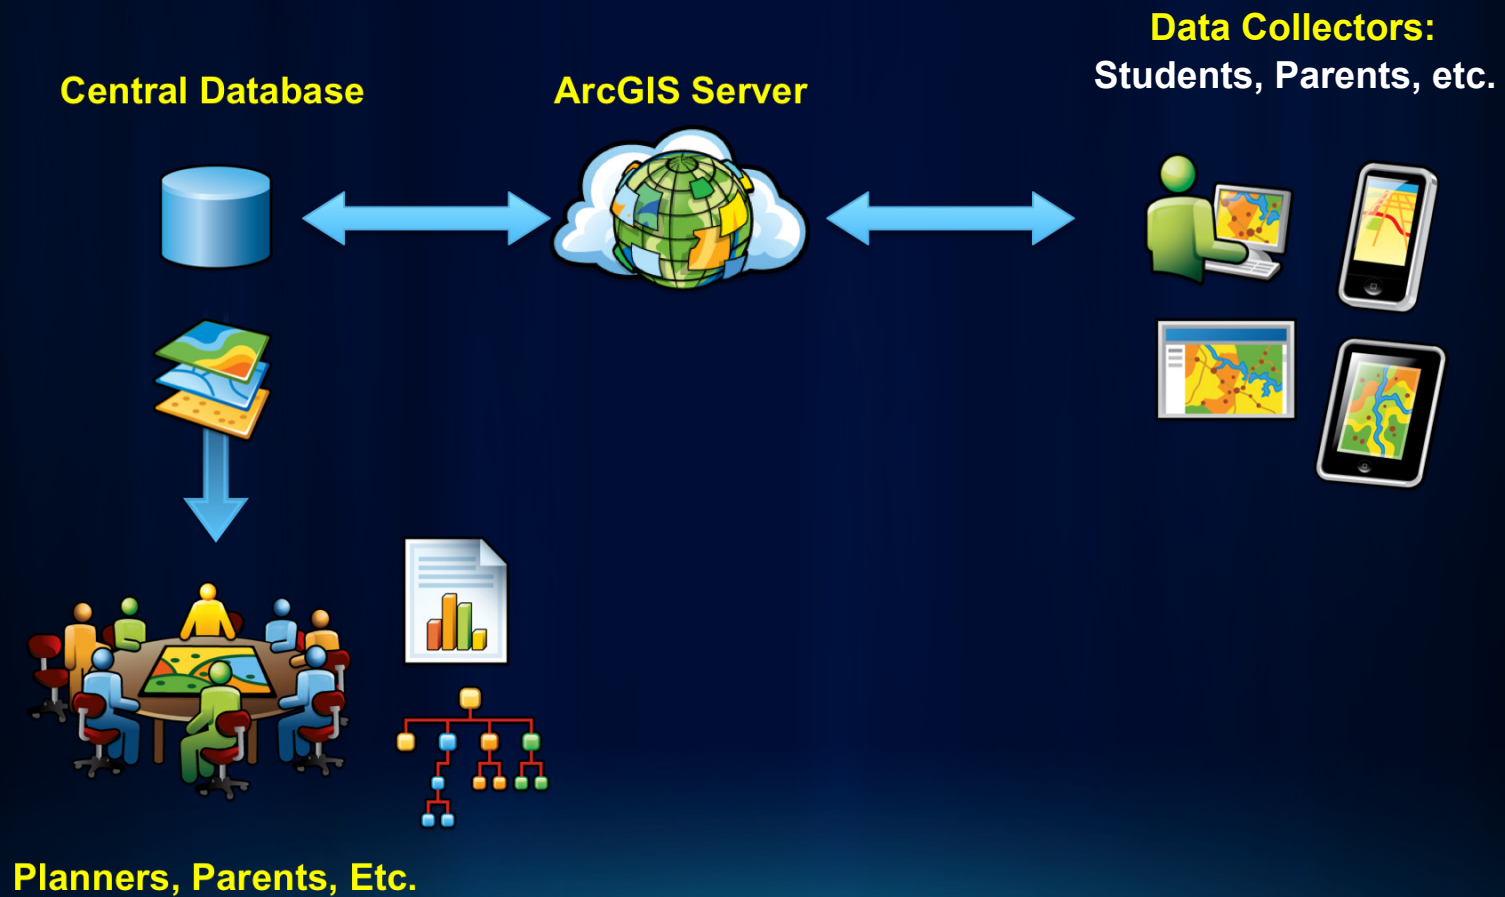 Data Collectors:
Students, Parents, etc.
Central Database
ArcGIS Server
Planners, Parents, Etc.